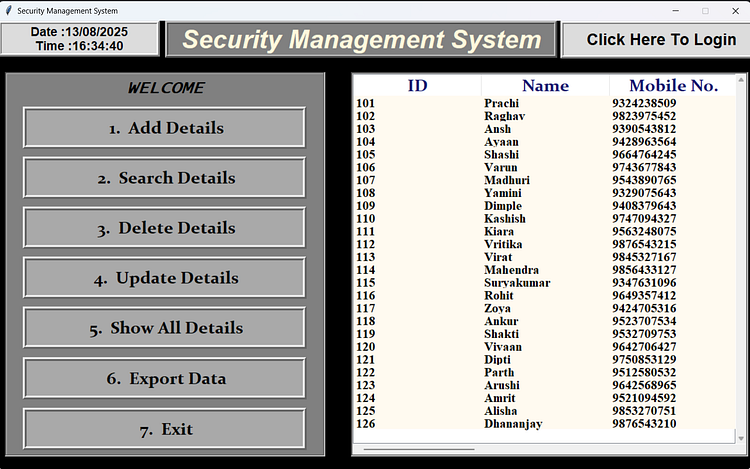 Security Management System
Date :13/08/2025
Time :16:34:40
Security Management System
Click Here To Login
WELCOME
1. Add Details
2. Search Details
3. Delete Details
4. Update Details
5. Show All Details
6. Export Data
7. Exit
ID Name Mobile No.
101 Prachi 9324238509
102 Raghav 9823975452
103 Ansh 9390543812
104 Ayaan 9428963564
105 Shashi 9664764245
106 Varun 9743677843
107 Madhuri 9543890765
108 Yamini 9329075643
109 Dimple 9408379643
110 Kashish 9747094327
111 Kiara 9563248075
112 Vritika 9876543215
113 Virat 9845327167
114 Mahendra 9856433127
115 Suryakumar 9347631096
116 Rohit 9649357412
117 Zoya 9424705316
118 Ankur 9523707534
119 Shakti 9532709753
120 Vivaan 9642706427
121 Dipti 9750853129
122 Parth 9512580532
123 Arushi 9642568965
124 Amrit 9521094592
125 Alisha 9853270751
126 Dhananjay 9876543210